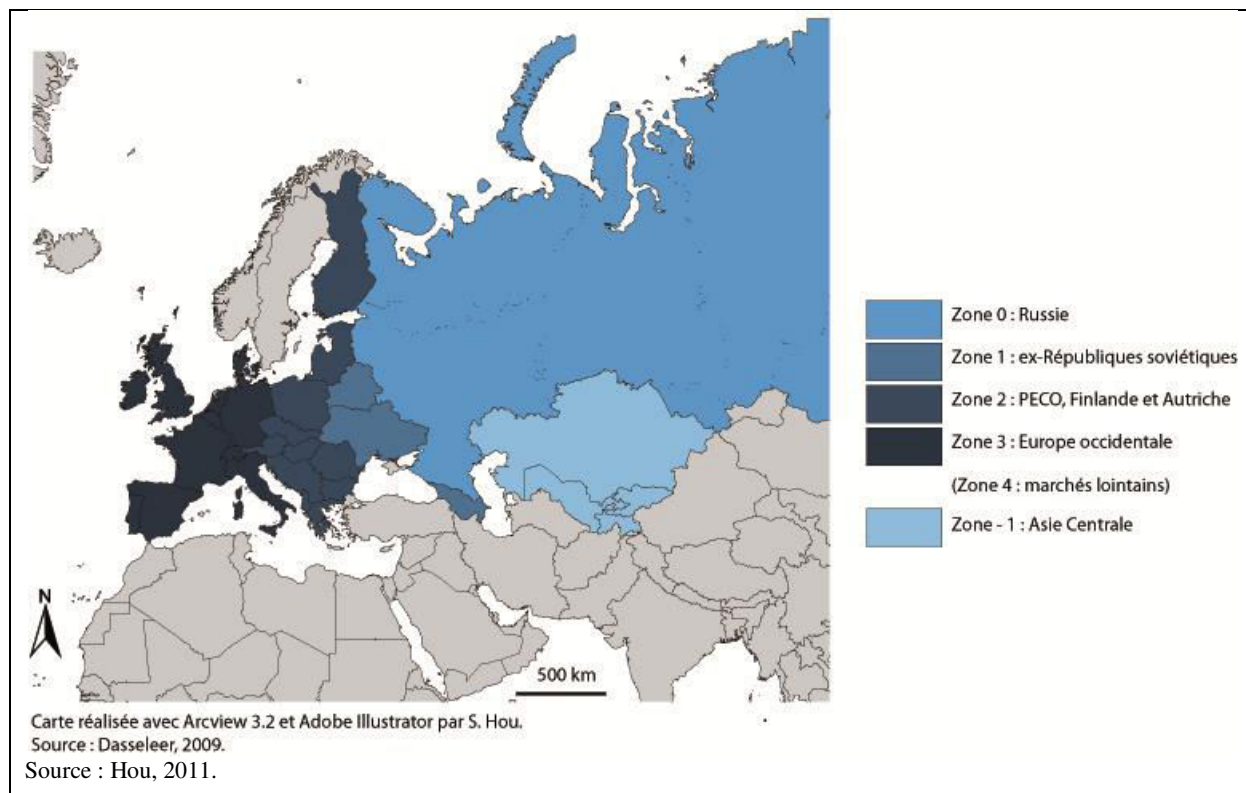 Zone 0 : Russie
Zone 1 : ex-Républiques soviétiques
Zone 2 : PECO, Finlande et Autriche
Zone 3 : Europe occidentale
(Zone 4 : marchés lointains)
Zone - 1 : Asie Centrale
N
500 km
Carte réalisée avec Arcview 3.2 et Adobe Illustrator par S. Hou.
Source : Dasseleer, 2009.
Source : Hou, 2011.